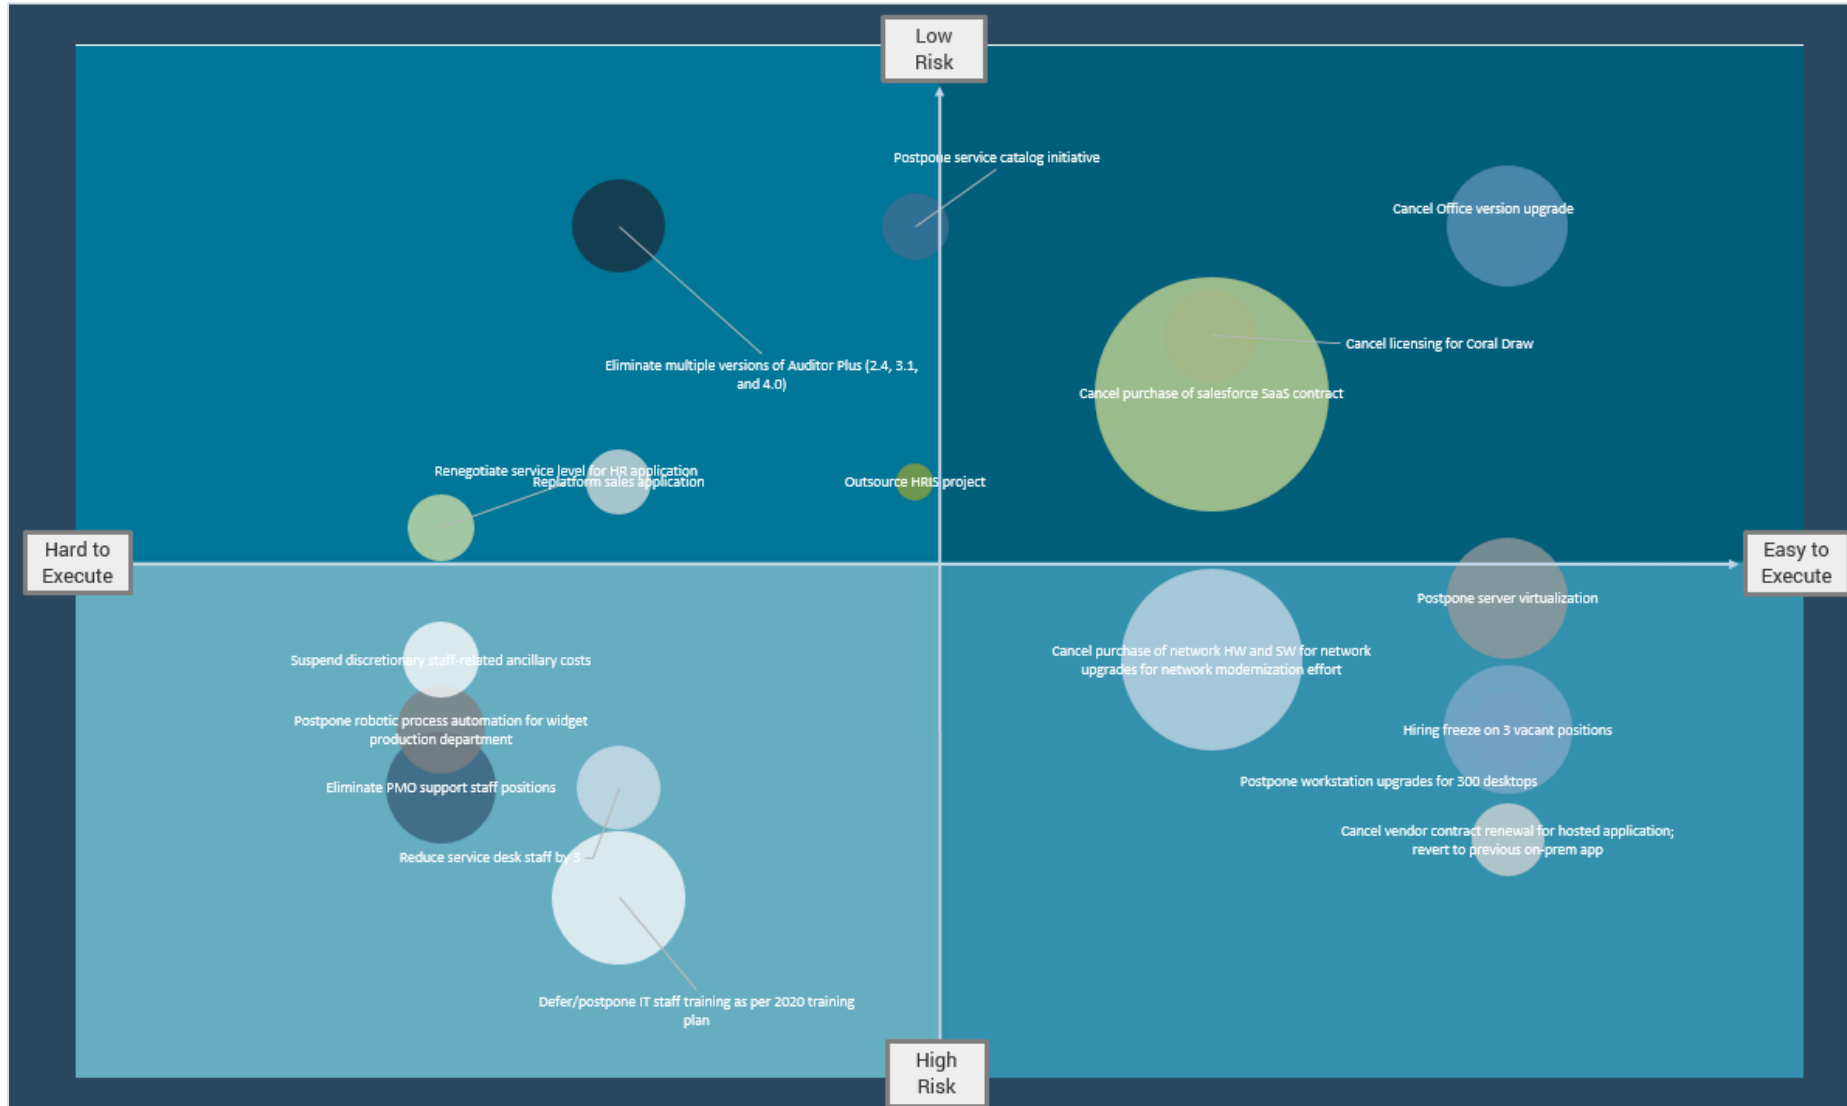 Low
Risk
Postpone service catalog initiative
Cancel Office version upgrade
Cancel licensing for Coral Draw
Eliminate multiple versions of Auditor Plus (2.4, 3.1,
and 4.0)
Cancel purchase of salesforce SaaS contract
Renegotiate service level for HR application
Replatform sales application
Outsource HRIS project
Hard to
Execute
Easy to
Execute
Postpone server virtualization
Suspend discretionary staff-related ancillary costs
Cancel purchase of network HW and SW for network
upgrades for network modernization effort
Postpone robotic process automation for widget
production department
Hiring freeze on 3 vacant positions
Eliminate PMO support staff positions
Postpone workstation upgrades for 300 desktops
Cancel vendor contract renewal for hosted application;
revert to previous on-prem app
Reduce service desk staff by 3
Defer/postpone IT staff training as per 2020 training
plan
High
Risk